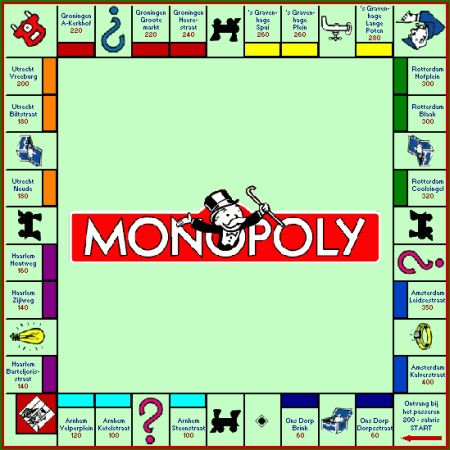 Groningen
A-Kerkhof
220
Groningen
Groote
markt
220
Groningen
Heere-
straat
240
's Graven-
hage
Spui
260
's Graven-
hage
Plein
260
's Graven-
hage
Lange
Poten
280
Utrecht
Vreeburg
200
Rotterdam
Hofplein
300
Utrecht
Biltstraat
180
Rotterdam
Blaak
300
Utrecht
Neude
180
Rotterdam
Coolsingel
320
MONOPOLY
Haarlem
Houtweg
160
Haarlem
Zijlweg
140
Amsterdam
Leidsestraat
350
Haarlem
Barteljoris-
straat
140
Amsterdam
Kalverstraat
400
Arnhem
Velperplein
120
Arnhem
Ketelstraat
100
Arnhem
Steenstraat
100
Ons Dorp
Brink
60
Ons Dorp
Dorpsstraat
60
Ontvang bij
het passeren
200 - salaris
START